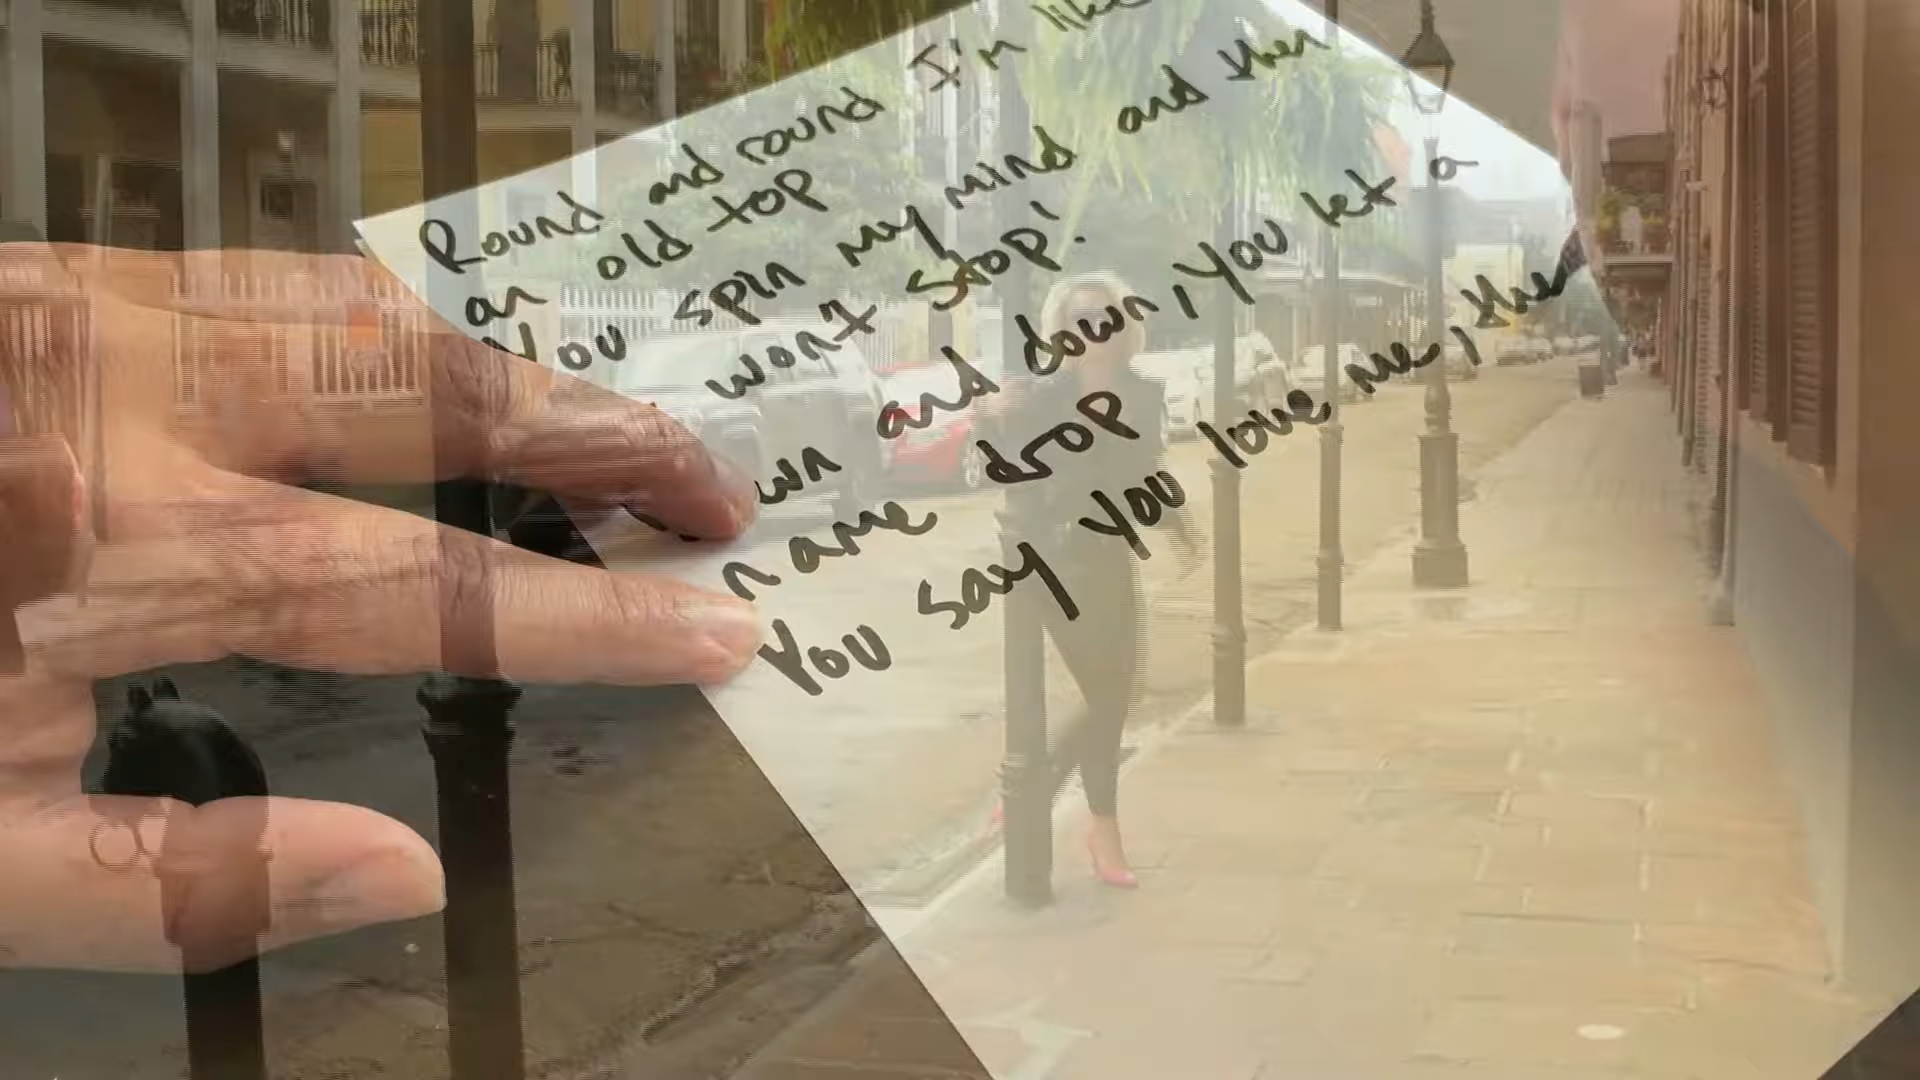 Round and round I'm like
an old top
You spin my mind and then
won't stop!
and down, You let a
name drop
You say you love me, then